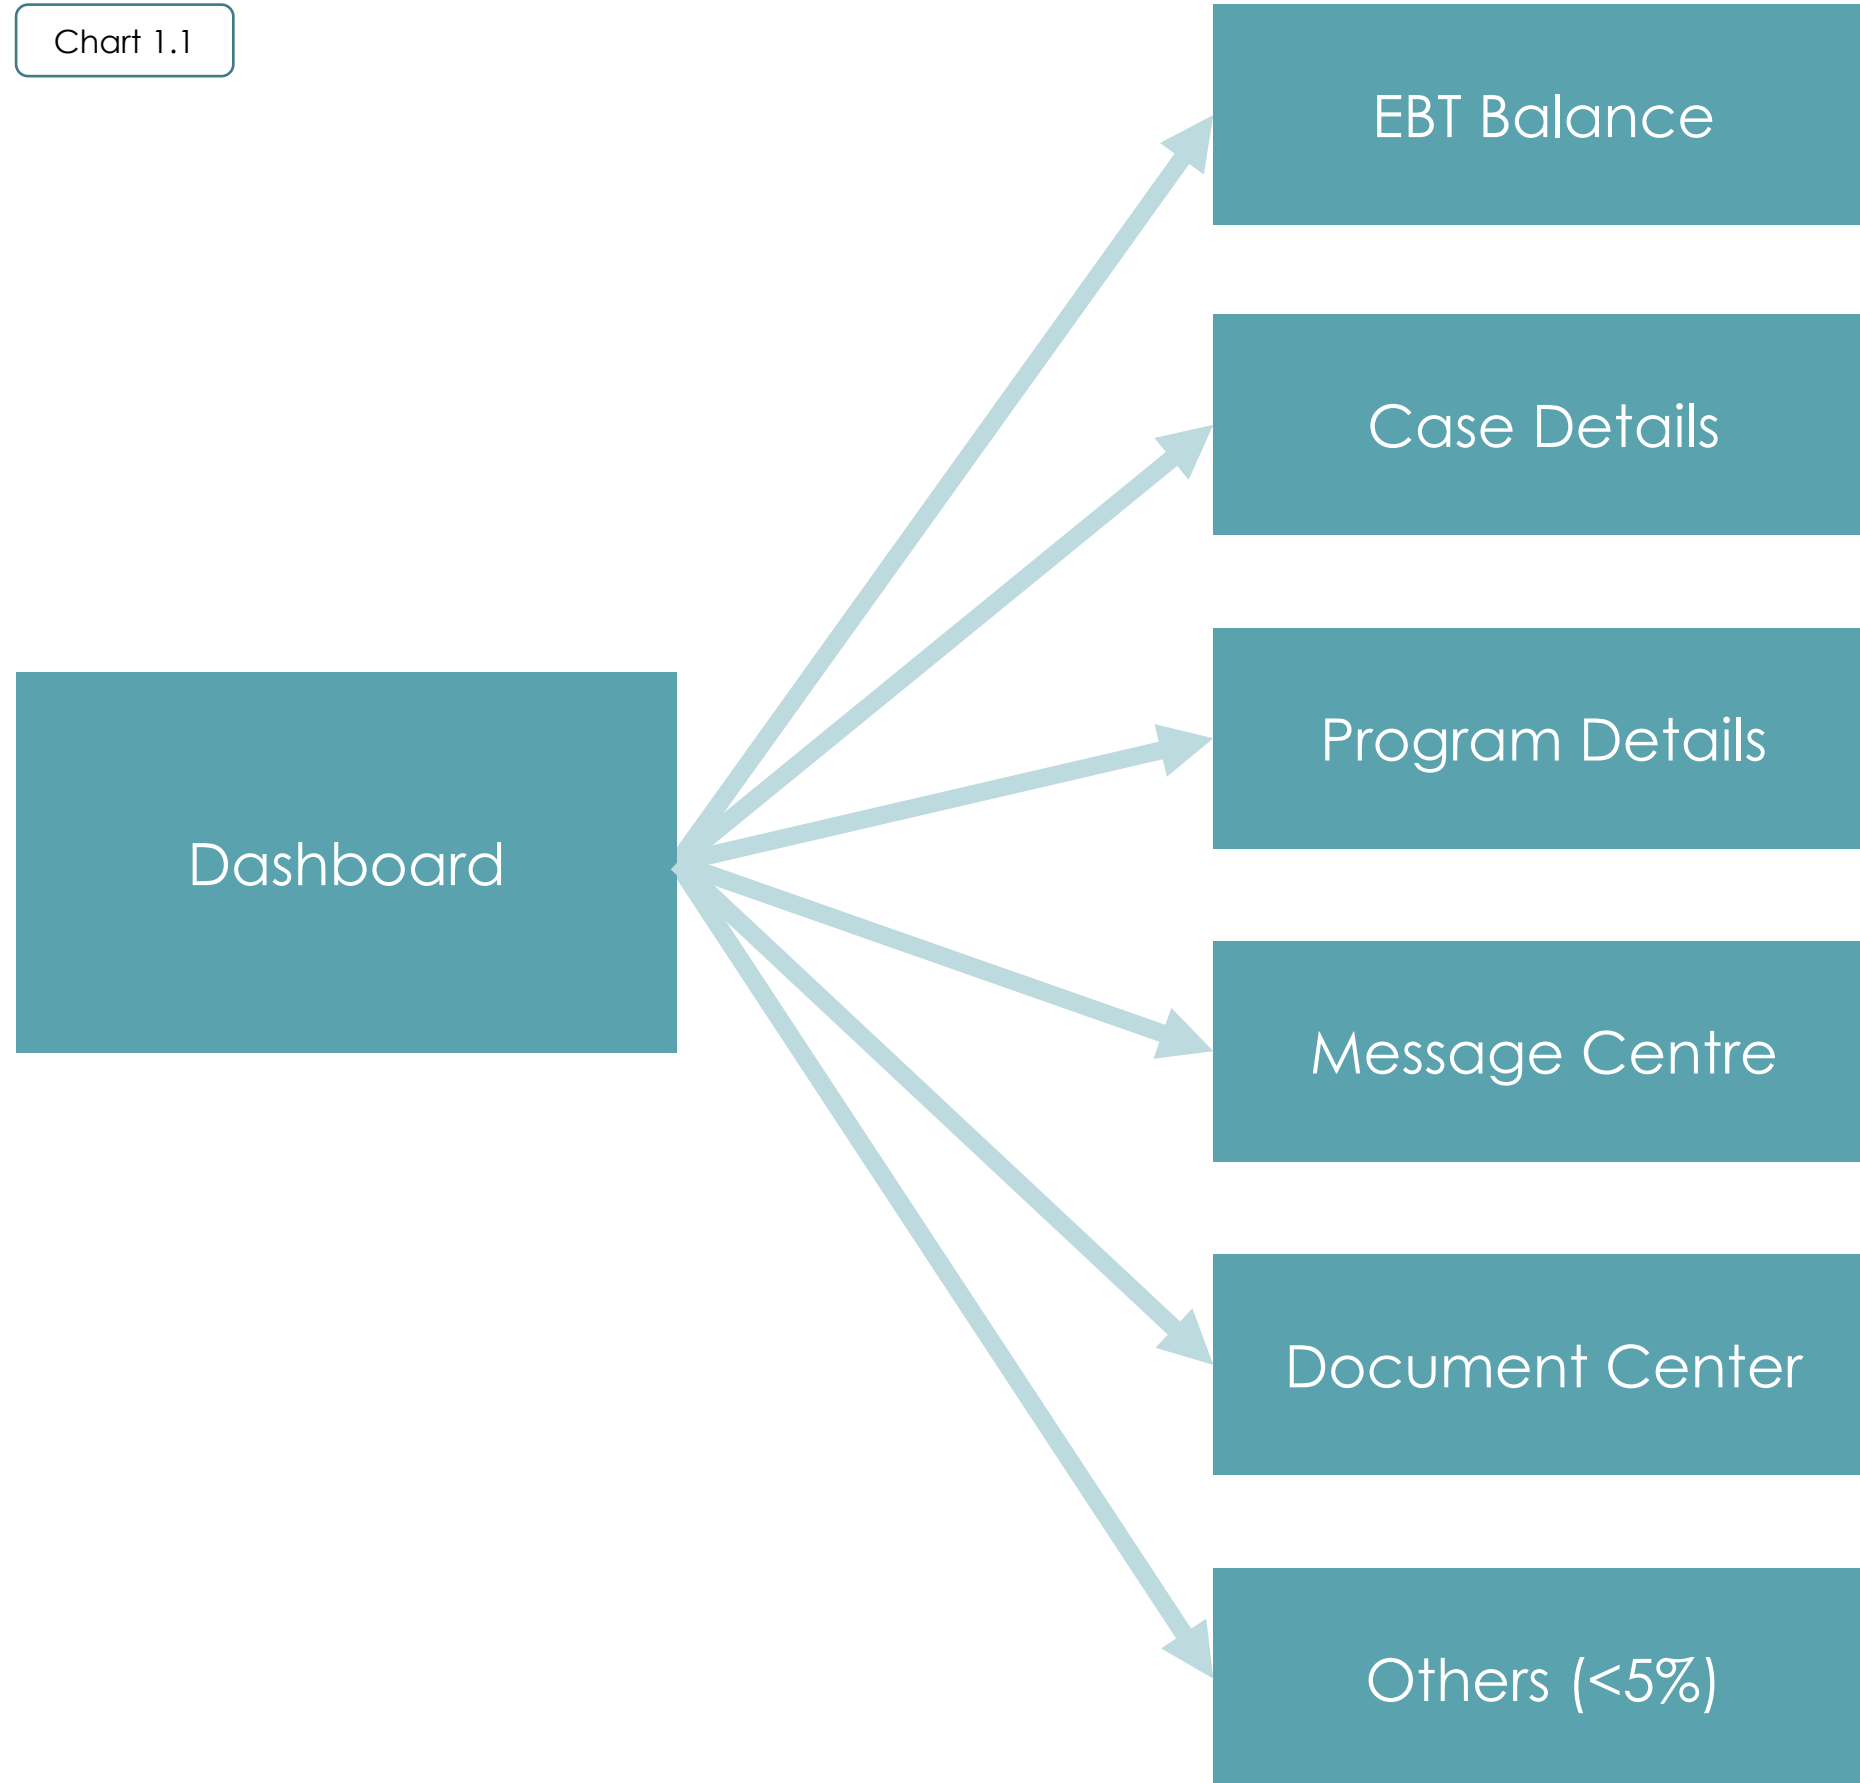 Chart 1.1
EBT Balance
Case Details
Program Details
Dashboard
Message Centre
Document Center
Others (<5%)